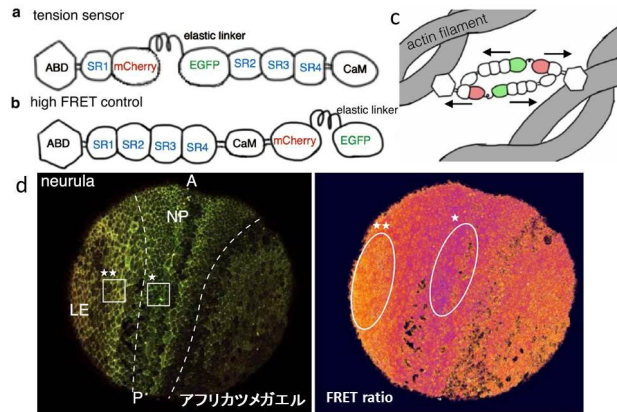 a tension sensor
elastic linker
ABD SR1 mCherry EGFP SR2 SR3 SR4 CaM
b high FRET control
elastic linker
ABD SR1 SR2 SR3 SR4 CaM mCherry EGFP
c
actin filament
d neurula A
NP
★★ ★
LE
P
アフリカツメガエル
★★ ★
FRET ratio